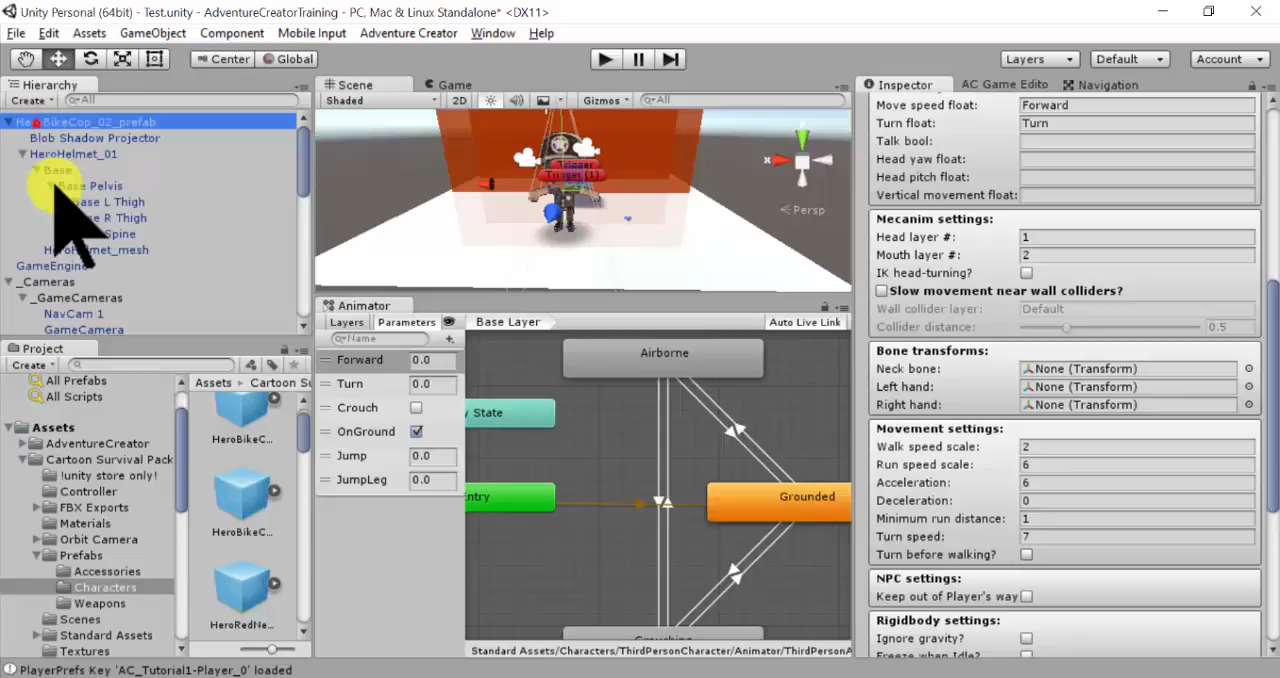 Unity Personal (64bit) - Test.unity - AdventureCreatorTraining - PC, Mac & Linux Standalone* <DX11>
File Edit Assets GameObject Component Mobile Input Adventure Creator Window Help
Center Global Layers Default Account
Hierarchy
Create All
BikeCop_02_prefab
Blob Shadow Projector
HeroHelmet_01
Base
Base Pelvis
Base L Thigh
R Thigh
Spine
HeroHelmet_mesh
GameEngine
_Cameras
_GameCameras
NavCam 1
GameCamera
Scene Game
Shaded 2D Gizmos All
Trigger
Trigger (1)
Persp
Animator
Layers Parameters Base Layer Auto Live Link
Name
Forward 0.0
Turn 0.0
Crouch
OnGround
Jump 0.0
JumpLeg 0.0
Airborne
State
Entry
Grounded
Standard Assets/Characters/ThirdPersonCharacter/Animator/ThirdPersonA
Project
Create
All Prefabs
All Scripts
Assets
AdventureCreator
Cartoon Survival Pack
!unity store only!
Controller
FBX Exports
Materials
Orbit Camera
Prefabs
Accessories
Characters
Weapons
Scenes
Standard Assets
Textures
Assets Cartoon Su
HeroBikeC...
HeroBikeC...
HeroRedNe...
PlayerPrefs Key 'AC_Tutorial1-Player_0' loaded
Inspector AC Game Edito Navigation
Move speed float: Forward
Turn float: Turn
Talk bool:
Head yaw float:
Head pitch float:
Vertical movement float:
Mecanim settings:
Head layer #: 1
Mouth layer #: 2
IK head-turning?
Slow movement near wall colliders?
Wall collider layer: Default
Collider distance: 0.5
Bone transforms:
Neck bone: None (Transform)
Left hand: None (Transform)
Right hand: None (Transform)
Movement settings:
Walk speed scale: 2
Run speed scale: 6
Acceleration: 6
Deceleration: 0
Minimum run distance: 1
Turn speed: 7
Turn before walking?
NPC settings:
Keep out of Player's way
Rigidbody settings:
Ignore gravity?
Freeze when Idle?